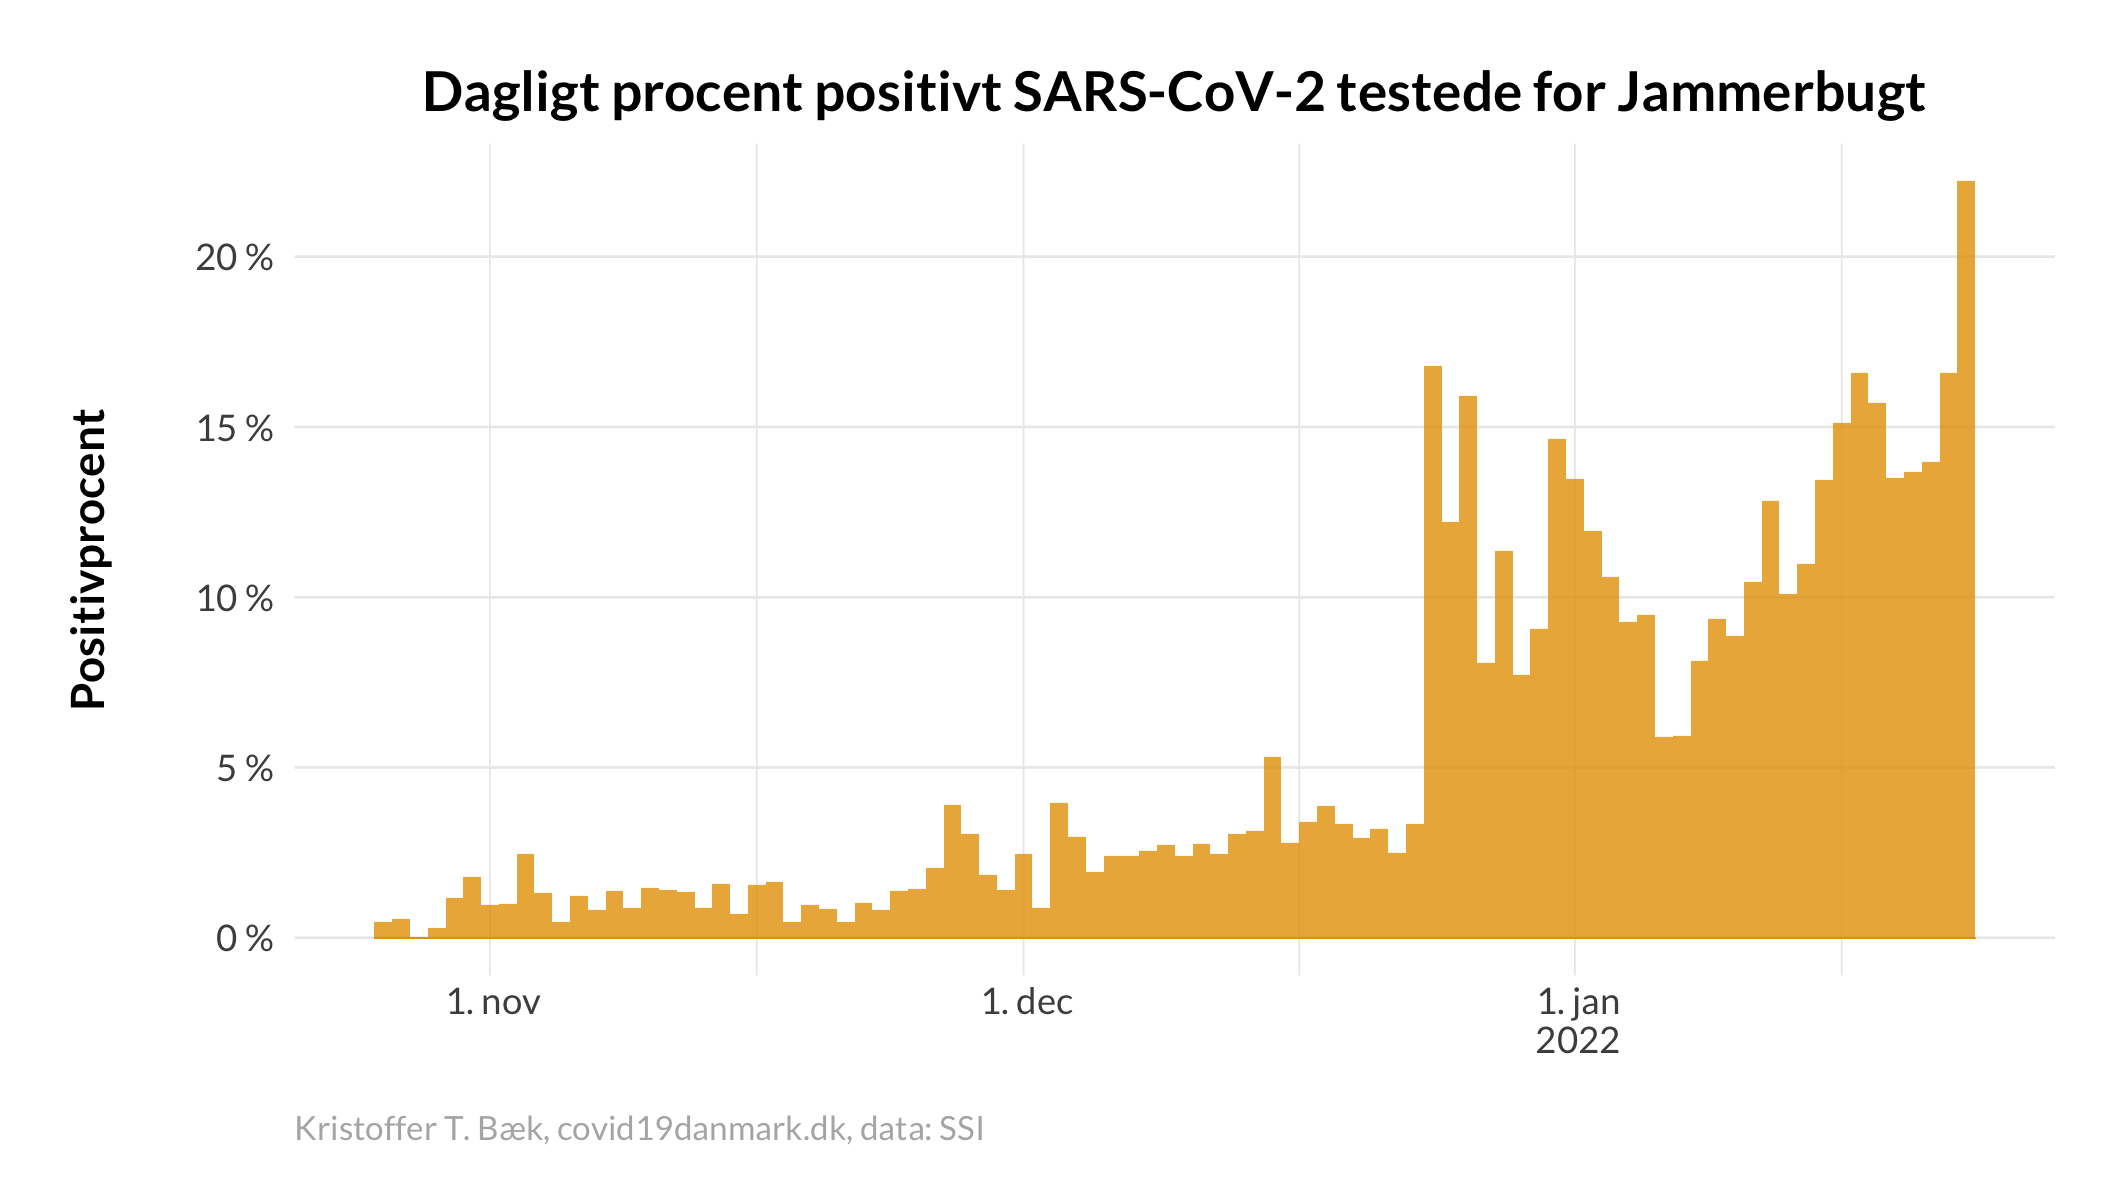 Dagligt procent positivt SARS-CoV-2 testede for Jammerbugt
Positivprocent
20 %
15 %
10 %
5 %
0 %
1. nov
1. dec
1. jan
2022
Kristoffer T. Bæk, covid19danmark.dk, data: SSI